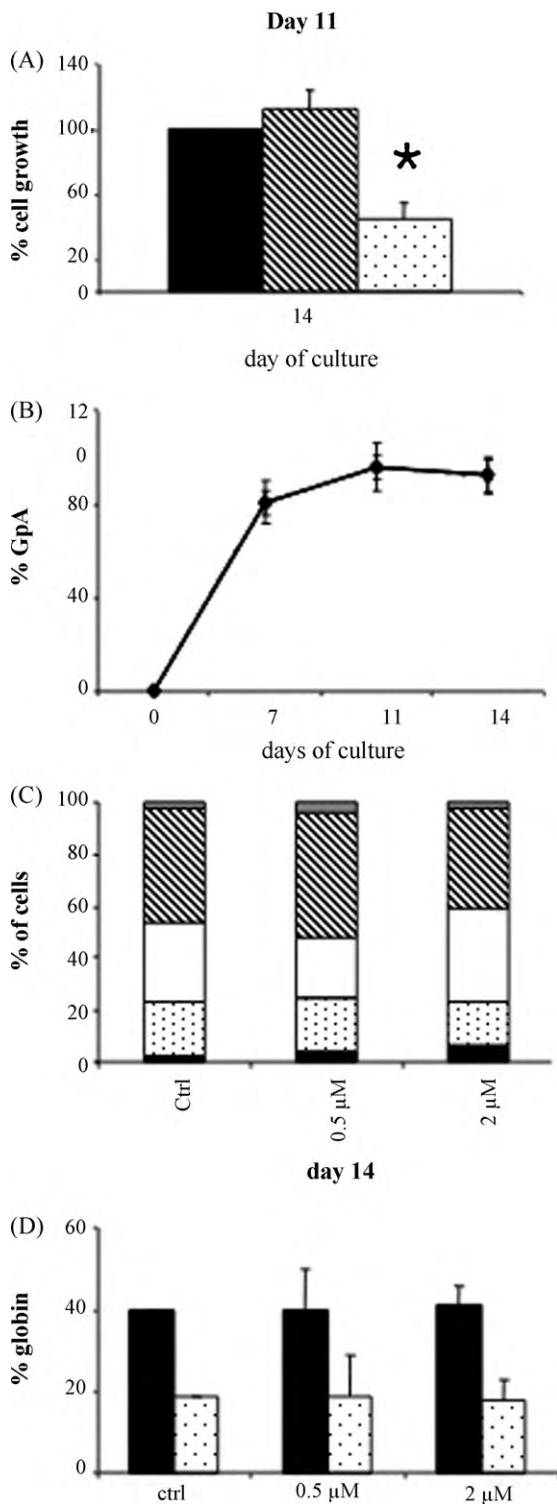 Day 11
(A)
140
100
60
20
0
% cell growth
*
14
day of culture
(B)
12
0
80
40
0
% GpA
0 7 11 14
days of culture
(C)
100
80
60
40
20
0
% of cells
Ctrl
0.5 µM
2 µM
day 14
(D)
60
40
20
0
% globin
ctrl 0.5 µM 2 µM